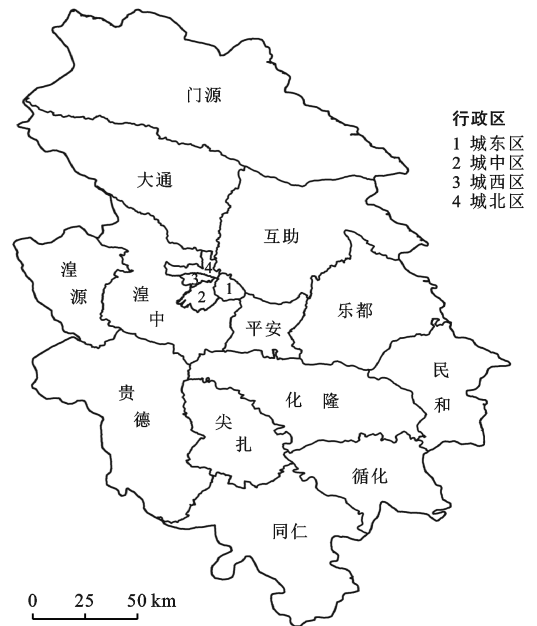 门源
行政区
1 城东区
2 城中区
3 城西区
4 城北区
大通
互助
湟
源
湟
中
4
3
2
1
平安
乐都
民
和
贵
德
化 隆
尖
扎
循化
同仁
0 25 50 km